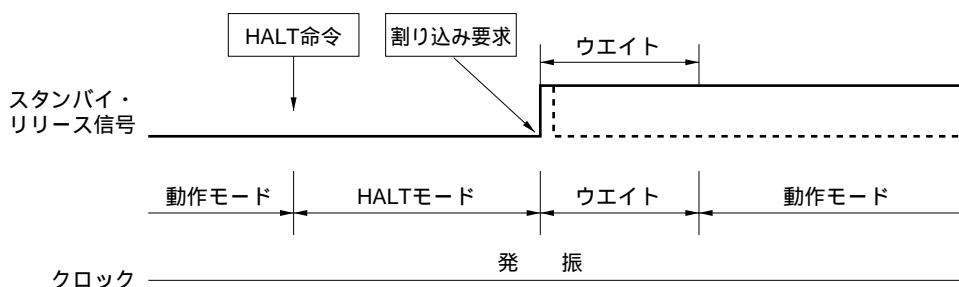 HALT命令
割り込み要求
ウエイト
スタンバイ・
リリース信号
動作モード
HALTモード
ウエイト
動作モード
発 振
クロック